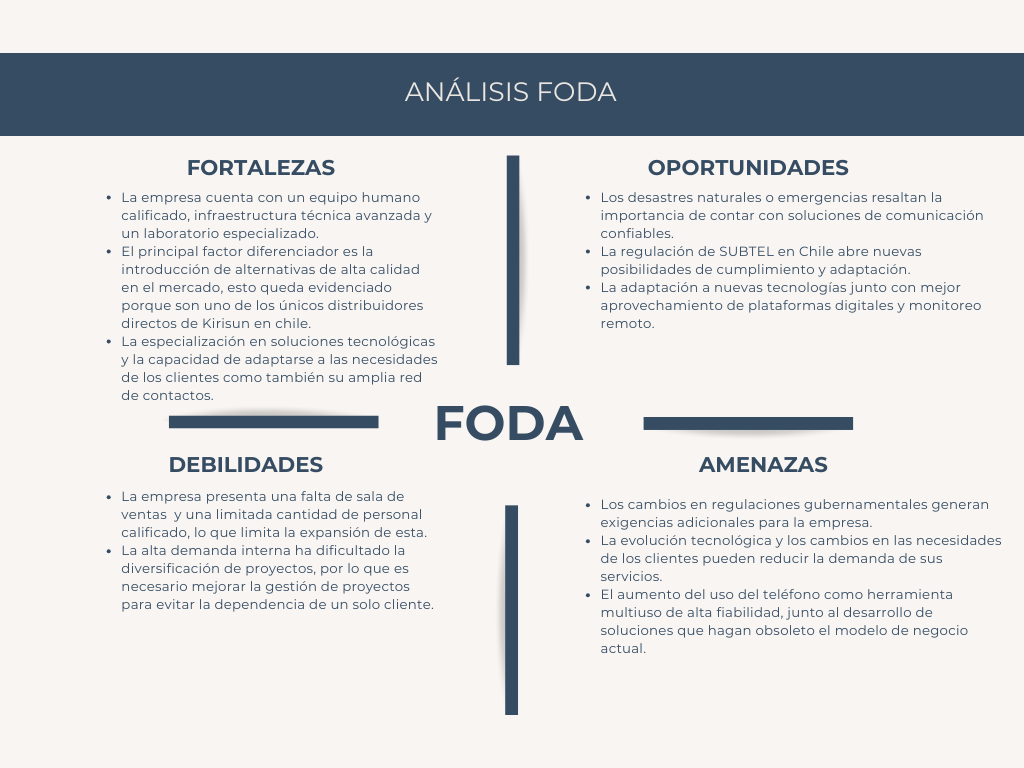 ANÁLISIS FODA
FORTALEZAS
• La empresa cuenta con un equipo humano
calificado, infraestructura técnica avanzada y
un laboratorio especializado.
• El principal factor diferenciador es la
introducción de alternativas de alta calidad
en el mercado, esto queda evidenciado
porque son uno de los únicos distribuidores
directos de Kirisun en chile.
• La especialización en soluciones tecnológicas
y la capacidad de adaptarse a las necesidades
de los clientes como también su amplia red
de contactos.
OPORTUNIDADES
• Los desastres naturales o emergencias resaltan la
importancia de contar con soluciones de comunicación
confiables.
• La regulación de SUBTEL en Chile abre nuevas
posibilidades de cumplimiento y adaptación.
• La adaptación a nuevas tecnologías junto con mejor
aprovechamiento de plataformas digitales y monitoreo
remoto.
FODA
DEBILIDADES
• La empresa presenta una falta de sala de
ventas  y una limitada cantidad de personal
calificado, lo que limita la expansión de esta.
• La alta demanda interna ha dificultado la
diversificación de proyectos, por lo que es
necesario mejorar la gestión de proyectos
para evitar la dependencia de un solo cliente.
AMENAZAS
• Los cambios en regulaciones gubernamentales generan
exigencias adicionales para la empresa.
• La evolución tecnológica y los cambios en las necesidades
de los clientes pueden reducir la demanda de sus
servicios.
• El aumento del uso del teléfono como herramienta
multiuso de alta fiabilidad, junto al desarrollo de
soluciones que hagan obsoleto el modelo de negocio
actual.